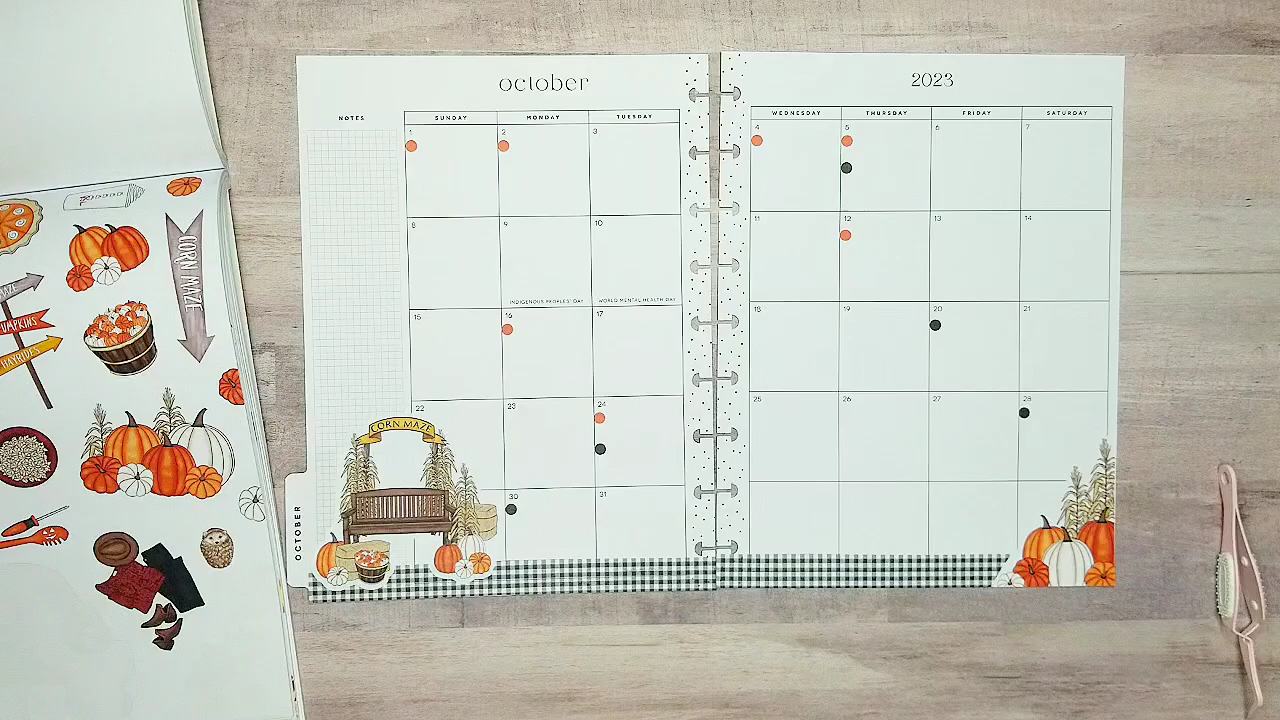 october
2023
NOTES
SUNDAY MONDAY TUESDAY
WEDNESDAY THURSDAY FRIDAY SATURDAY
1 2 3
4 5 6 7
8 9 10
INDIGENOUS PEOPLES' DAY
WORLD MENTAL HEALTH DAY
11 12 13 14
15 16 17
18 19 20 21
22 23 24
25 26 27 28
30 31
CORN MAZE
OCTOBER
CORN MAZE
MAZE
PUMPKINS
HAYRIDES